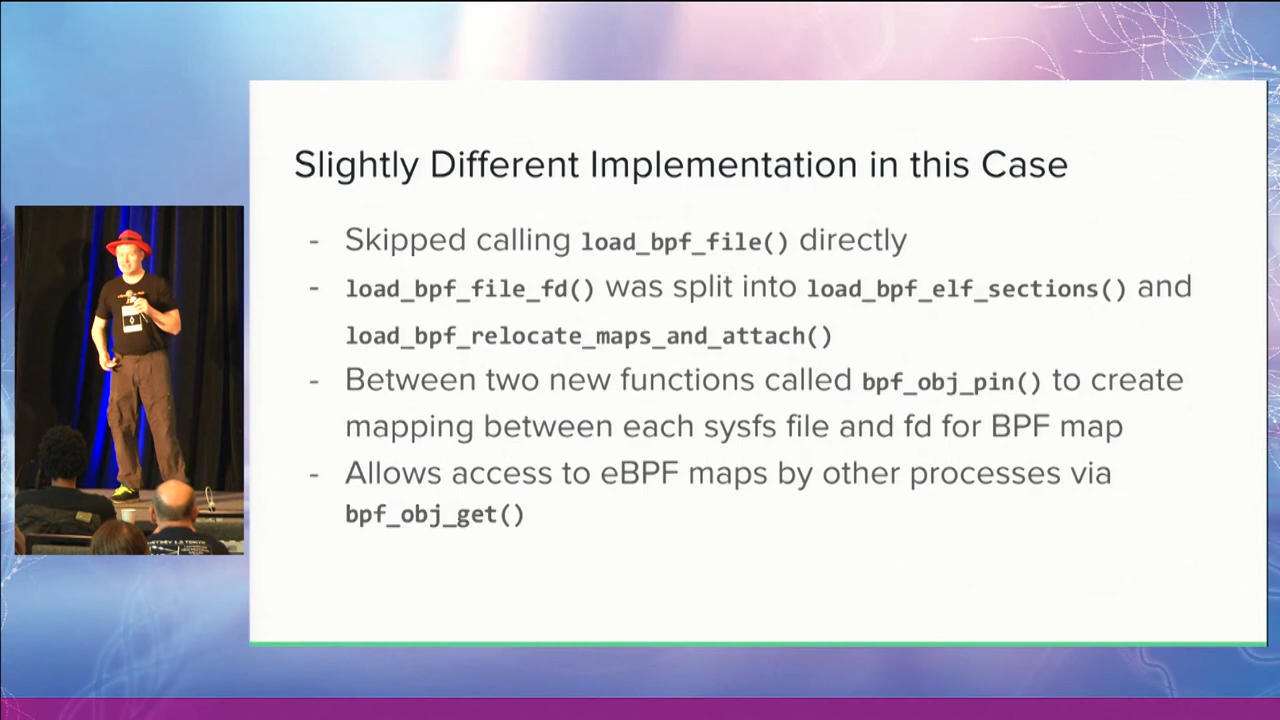 Slightly Different Implementation in this Case
- Skipped calling load_bpf_file() directly
- load_bpf_file_fd() was split into load_bpf_elf_sections() and
load_bpf_relocate_maps_and_attach()
- Between two new functions called bpf_obj_pin() to create
mapping between each sysfs file and fd for BPF map
- Allows access to eBPF maps by other processes via
bpf_obj_get()